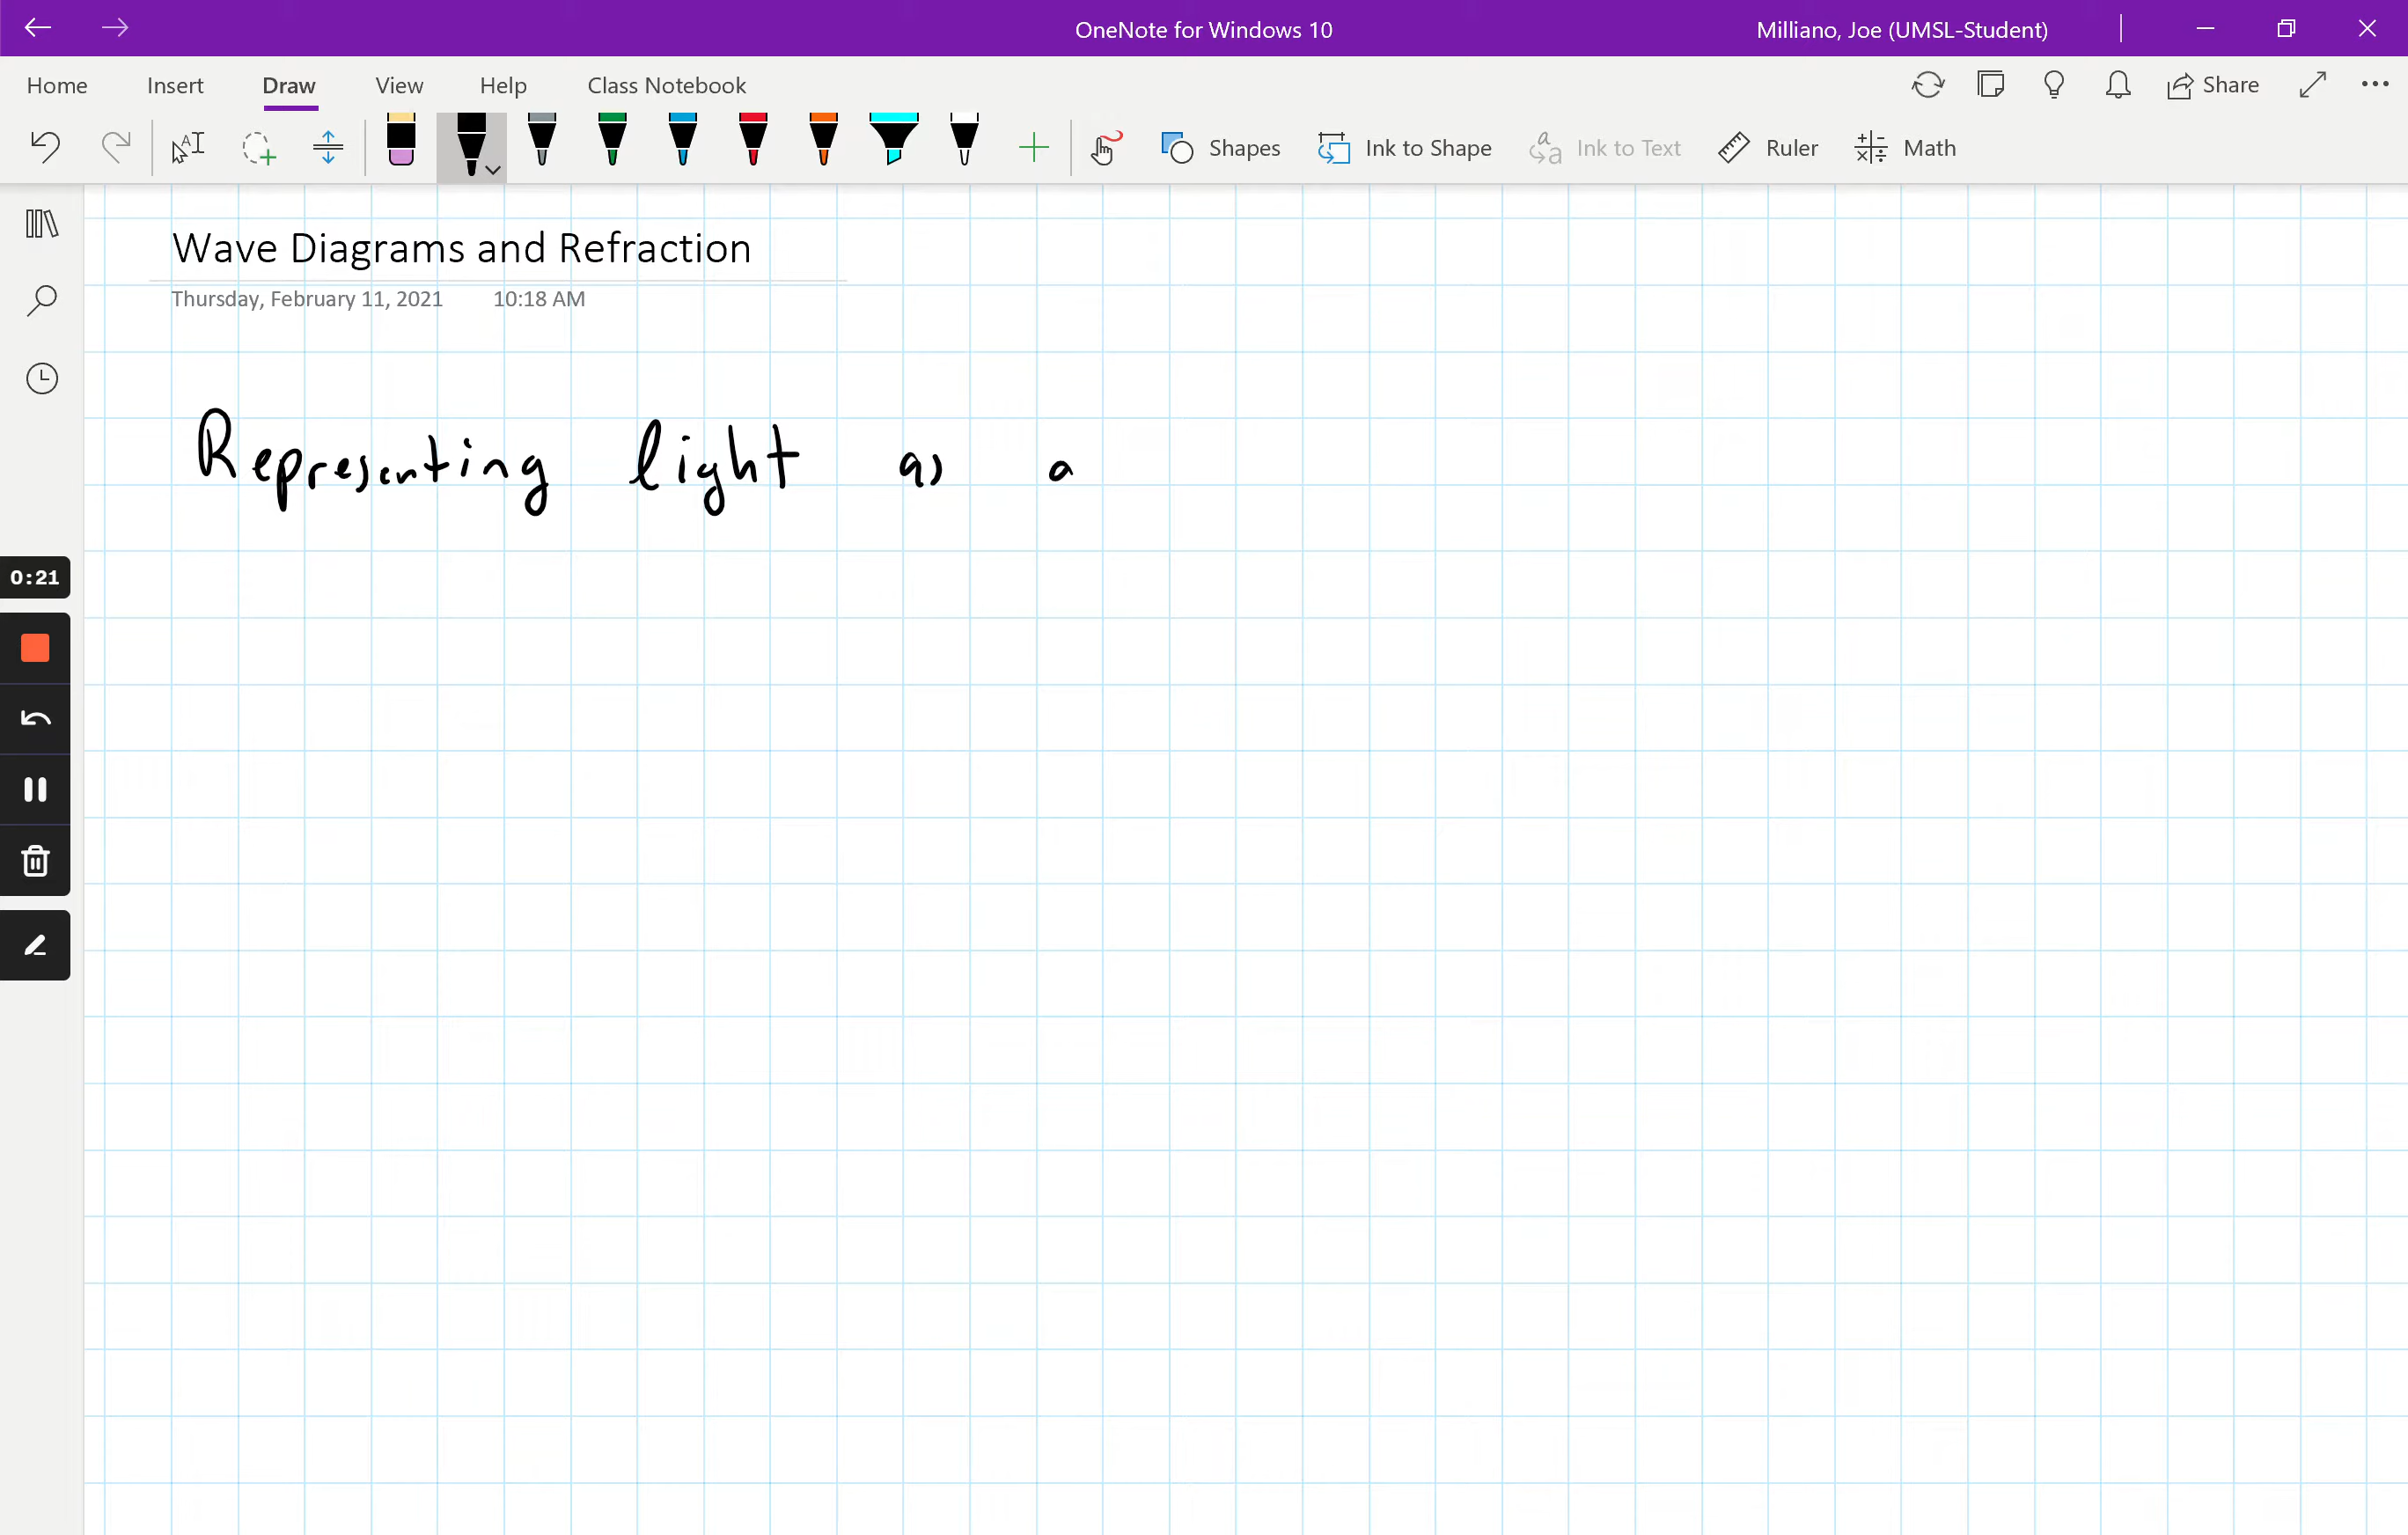 OneNote for Windows 10
Milliano, Joe (UMSL-Student)
Home Insert Draw View Help Class Notebook
Share
Shapes Ink to Shape Ink to Text Ruler Math
Wave Diagrams and Refraction
Thursday, February 11, 2021 10:18 AM
Representing light as a
0:21